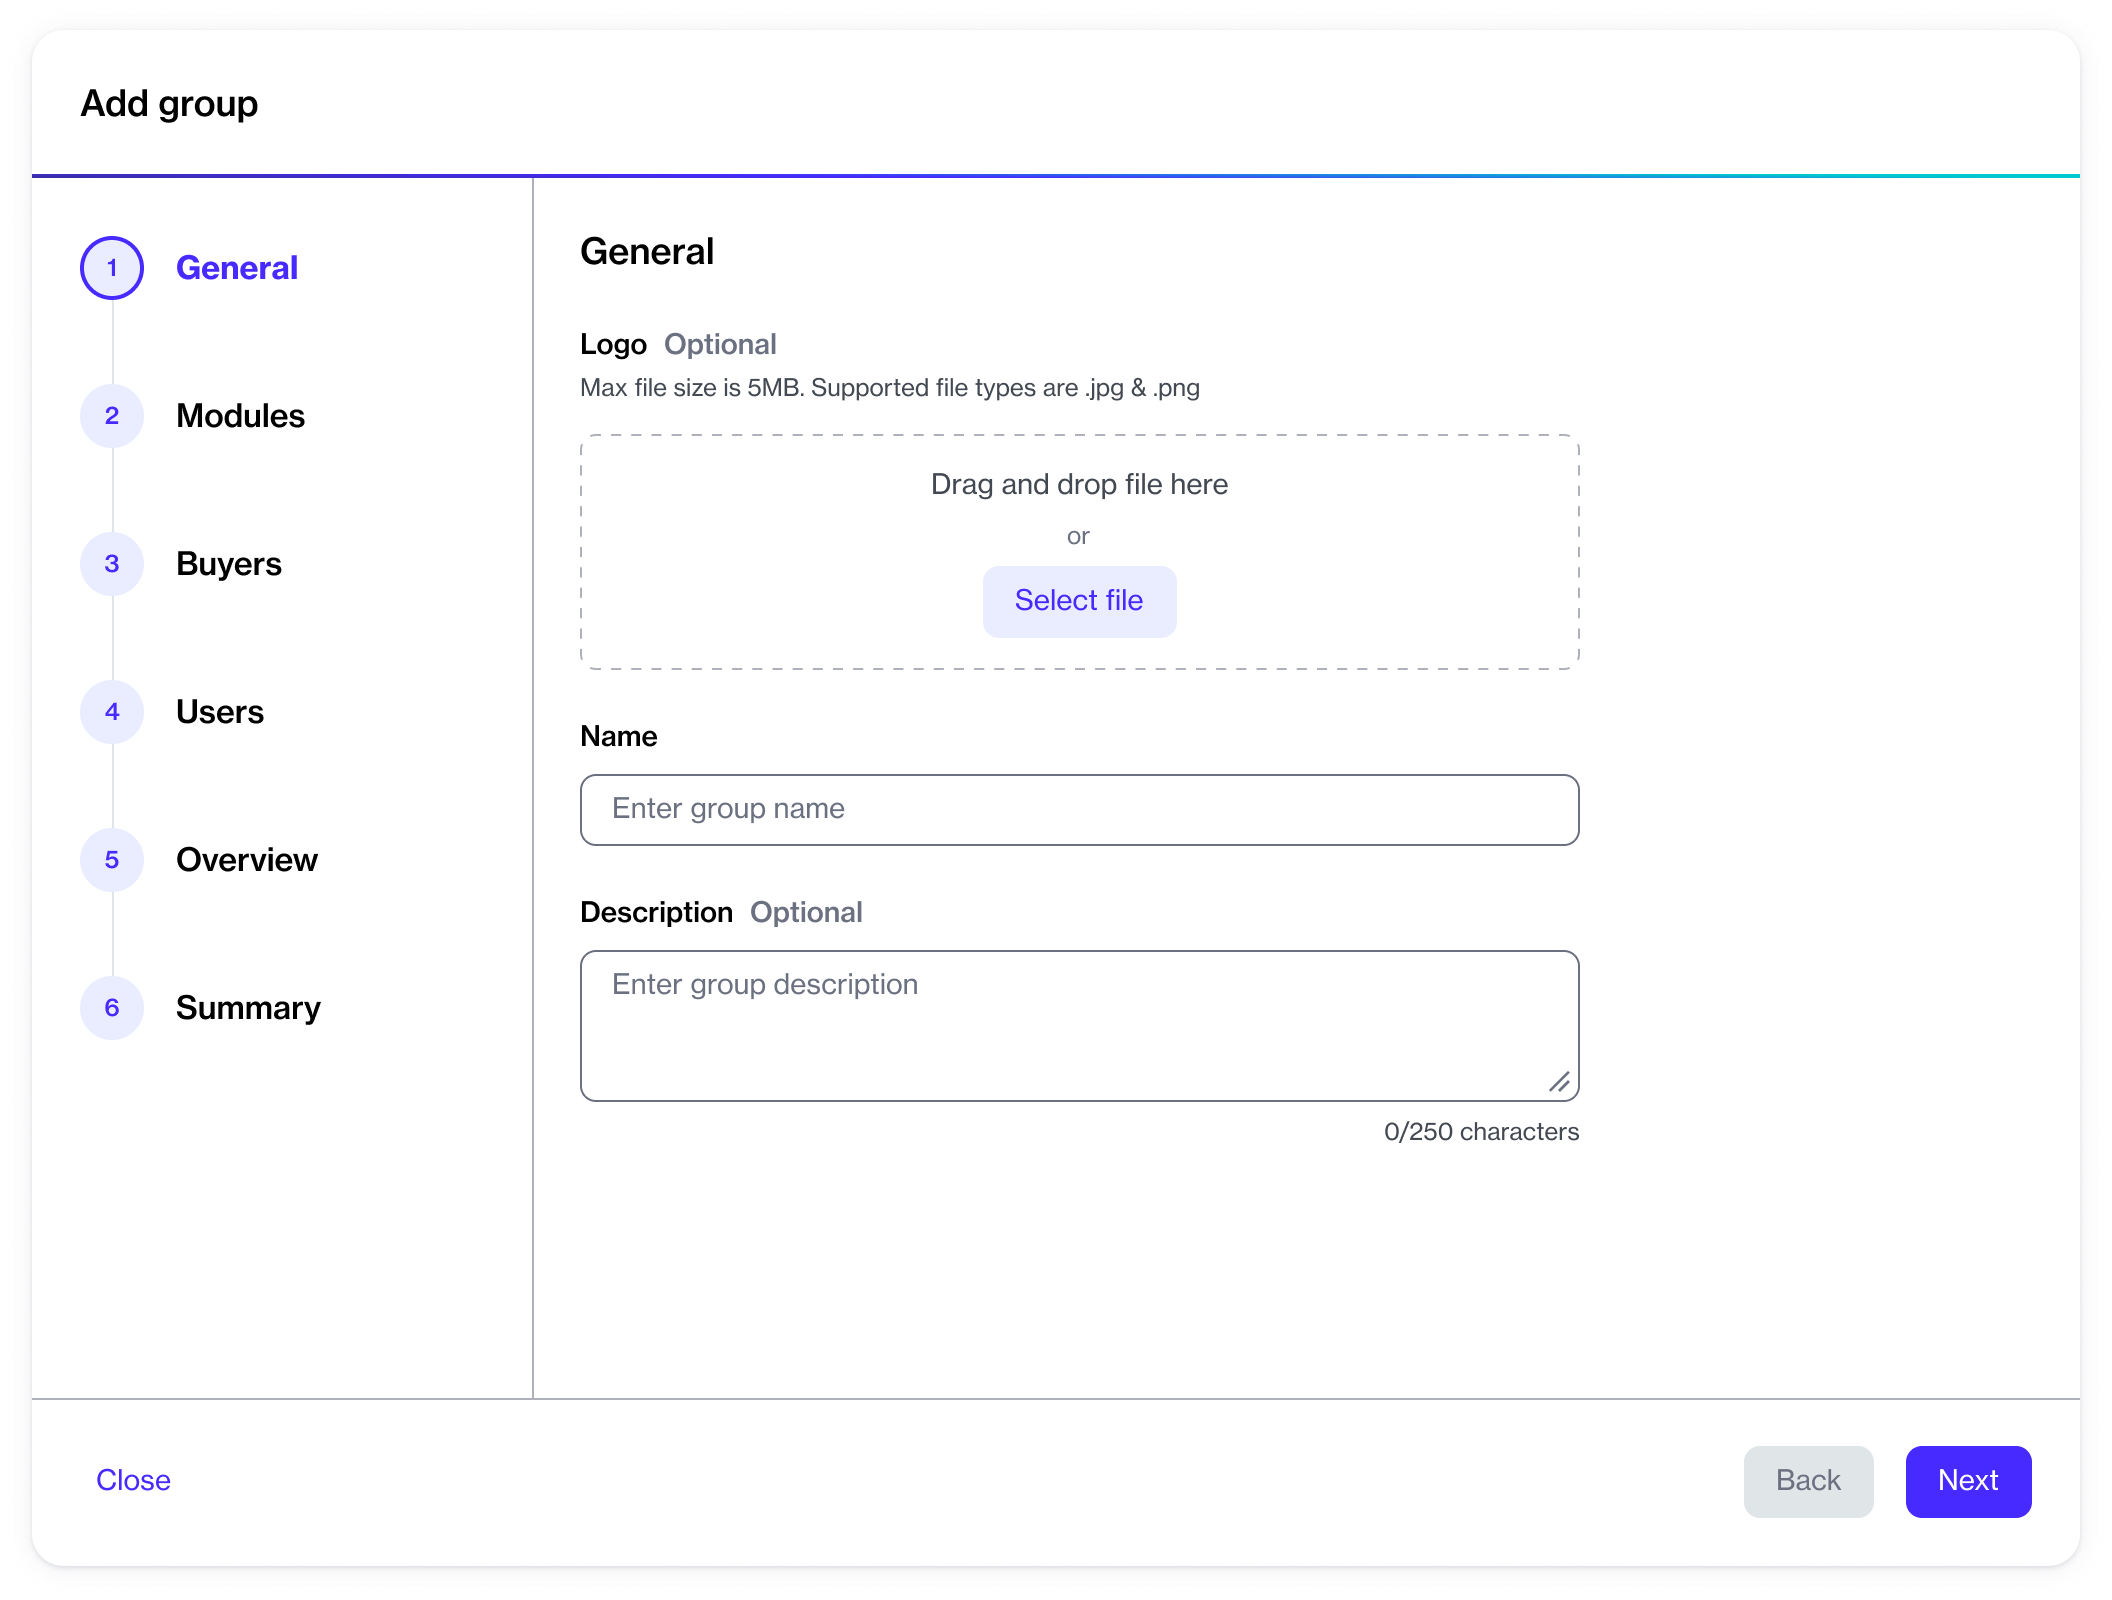 Add group
1 General
2 Modules
3 Buyers
4 Users
5 Overview
6 Summary
General
Logo Optional
Max file size is 5MB. Supported file types are .jpg & .png
Drag and drop file here
or
Select file
Name
Enter group name
Description Optional
Enter group description
0/250 characters
Close
Back
Next